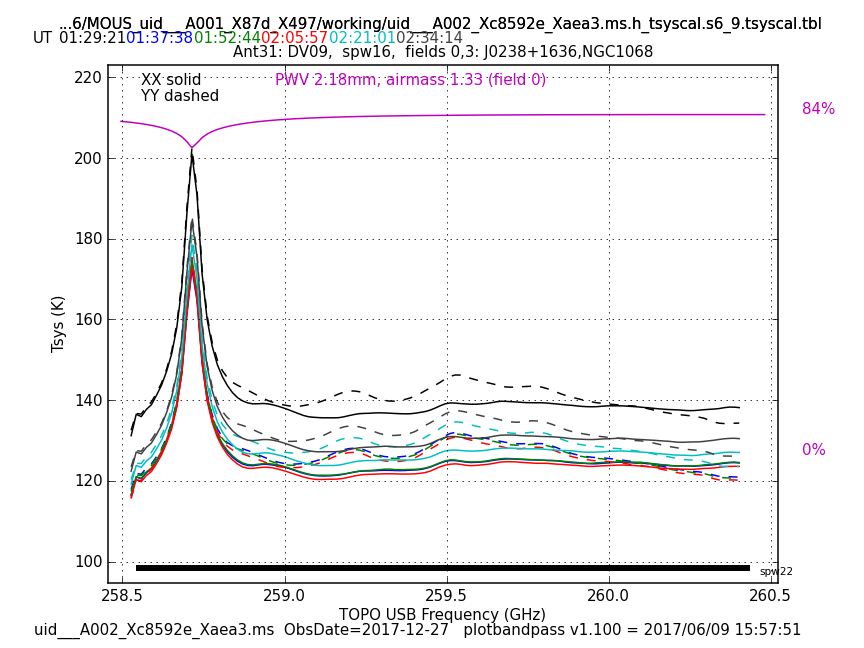 ...6/MOUS_uid___A001_X87d_X497/working/uid___A002_Xc8592e_Xaea3.ms.h_tsyscal.s6_9.tsyscal.tbl
UT 01:29:21 01:37:38 01:52:44 02:05:57 02:21:01 02:34:14
Ant31: DV09, spw16, fields 0,3: J0238+1636,NGC1068
XX solid
YY dashed
PWV 2.18mm, airmass 1.33 (field 0)
84%
0%
Tsys (K)
220
200
180
160
140
120
100
spw22
258.5 259.0 259.5 260.0 260.5
TOPO USB Frequency (GHz)
uid___A002_Xc8592e_Xaea3.ms ObsDate=2017-12-27 plotbandpass v1.100 = 2017/06/09 15:57:51